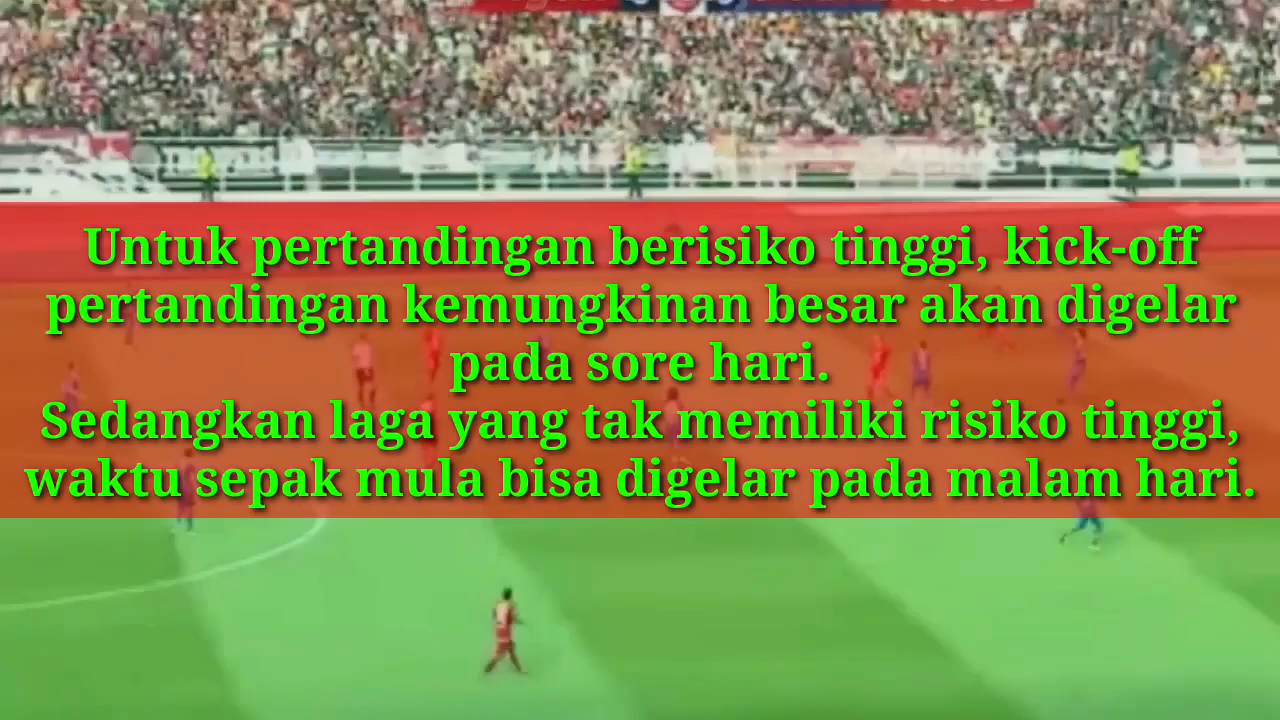 Untuk pertandingan berisiko tinggi, kick-off
pertandingan kemungkinan besar akan digelar
pada sore hari.
Sedangkan laga yang tak memiliki risiko tinggi,
waktu sepak mula bisa digelar pada malam hari.